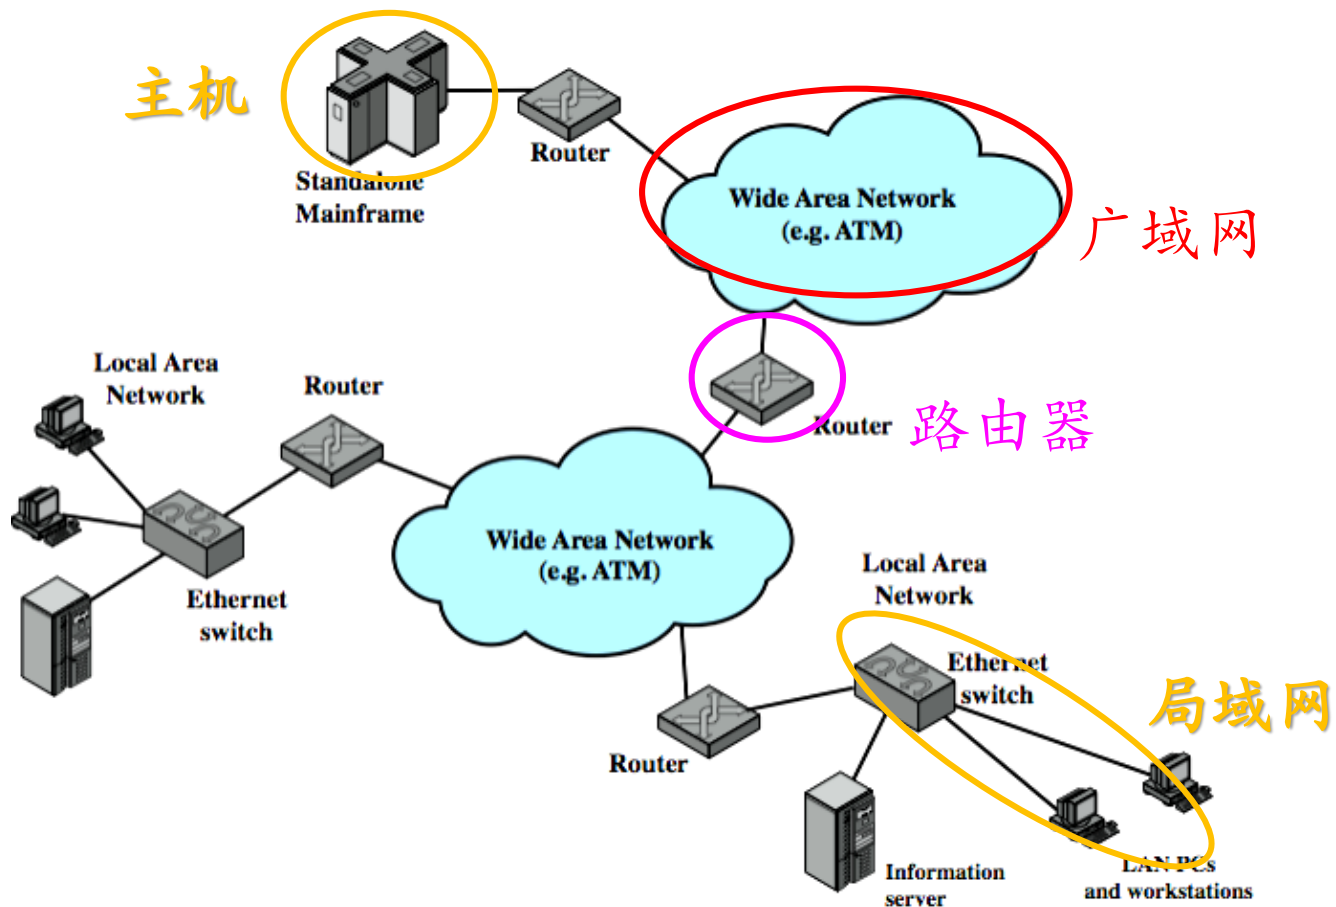 主机
Standalone
Mainframe
Router
Wide Area Network
(e.g. ATM)
广域网
Router
路由器
Local Area
Network
Router
Ethernet
switch
Wide Area Network
(e.g. ATM)
Local Area
Network
Ethernet
switch
局域网
Router
Information
server
LAN PCs
and workstations